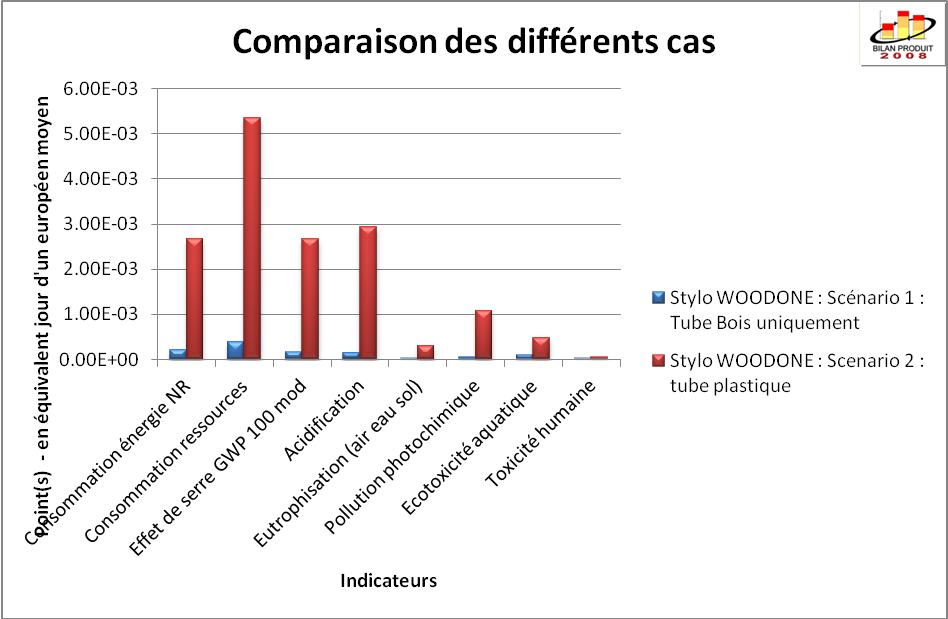 Comparaison des différents cas
BILAN PRODUIT
2008
point(s) - en équivalent jour d'un européen moyen
6.00E-03
5.00E-03
4.00E-03
3.00E-03
2.00E-03
1.00E-03
0.00E+00
Consommation énergie NR
Consommation ressources
Effet de serre GWP 100 mod
Acidification
Eutrophisation (air eau sol)
Pollution photochimique
Ecotoxicité aquatique
Toxicité humaine
Indicateurs
Stylo WOODONE : Scénario 1 :
Tube Bois uniquement
Stylo WOODONE : Scenario 2 :
tube plastique